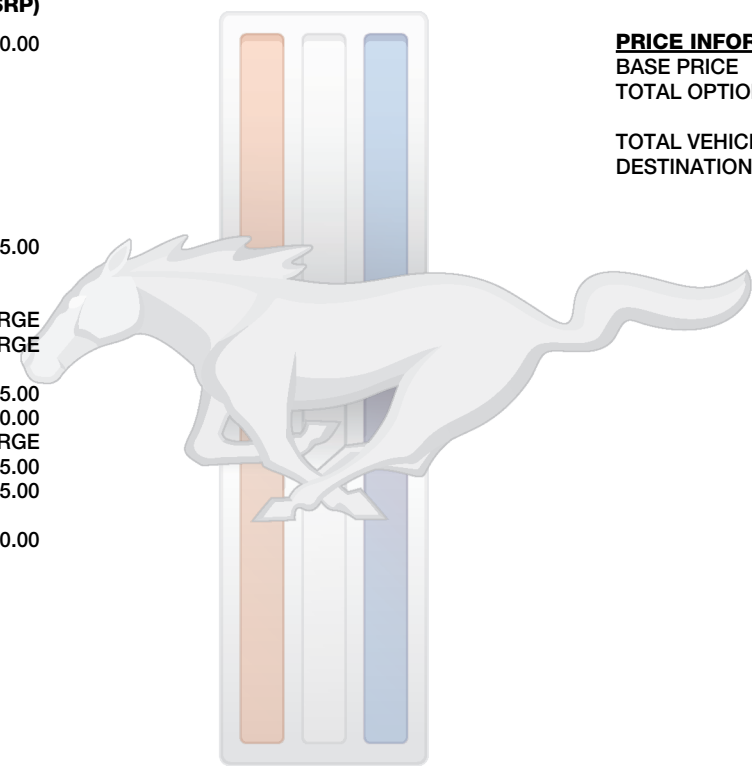 SRP)
0.00
5.00
RGE
RGE
5.00
0.00
RGE
5.00
5.00
0.00
PRICE INFOR
BASE PRICE
TOTAL OPTIO
TOTAL VEHIC
DESTINATION